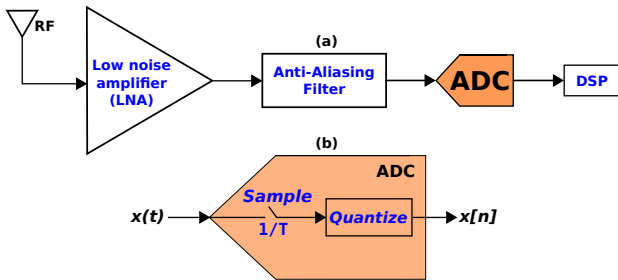 RF
(a)
Low noise
amplifier
(LNA)
Anti-Aliasing
Filter
ADC
DSP
(b)
ADC
Sample
x(t)
1/T
Quantize
x[n]